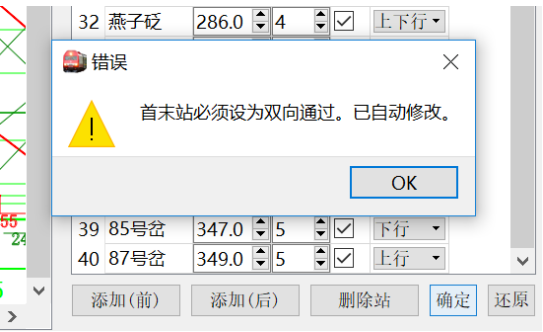 32 燕子砭 286.0 4 上下行
错误
首末站必须设为双向通过。已自动修改。
OK
39 85号岔 347.0 5 下行
40 87号岔 349.0 5 上行
55
24
添加(前) 添加(后) 删除站 确定 还原